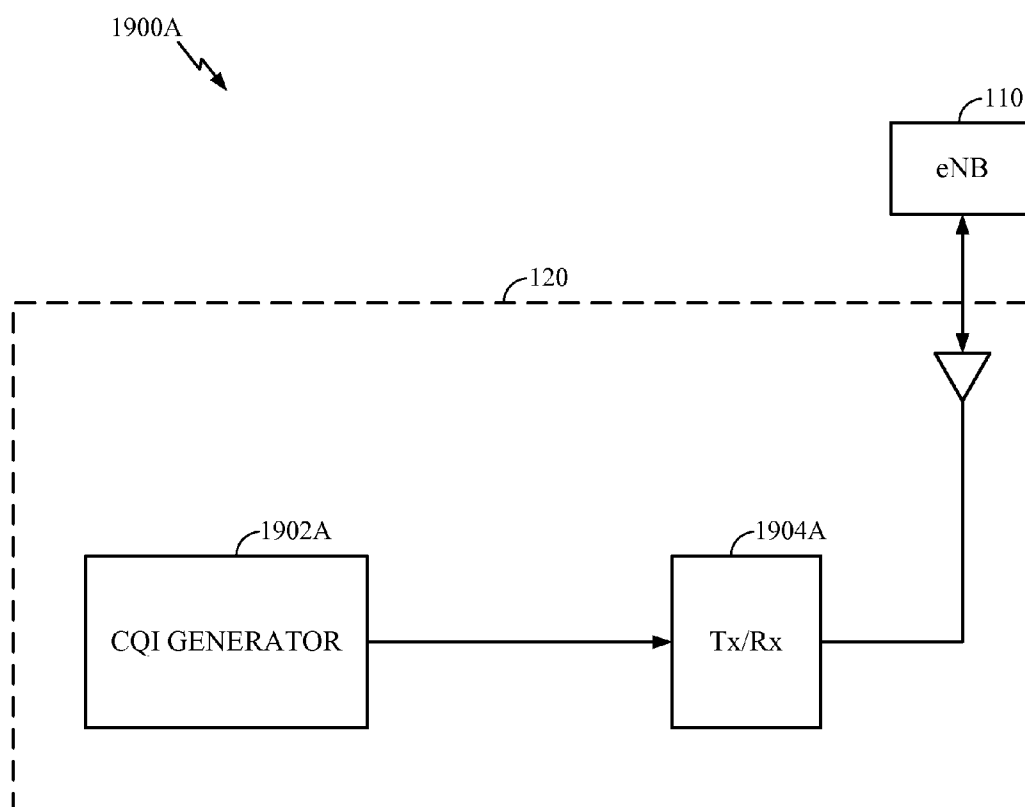 1900A
110
eNB
120
1902A
1904A
CQI GENERATOR
Tx/Rx